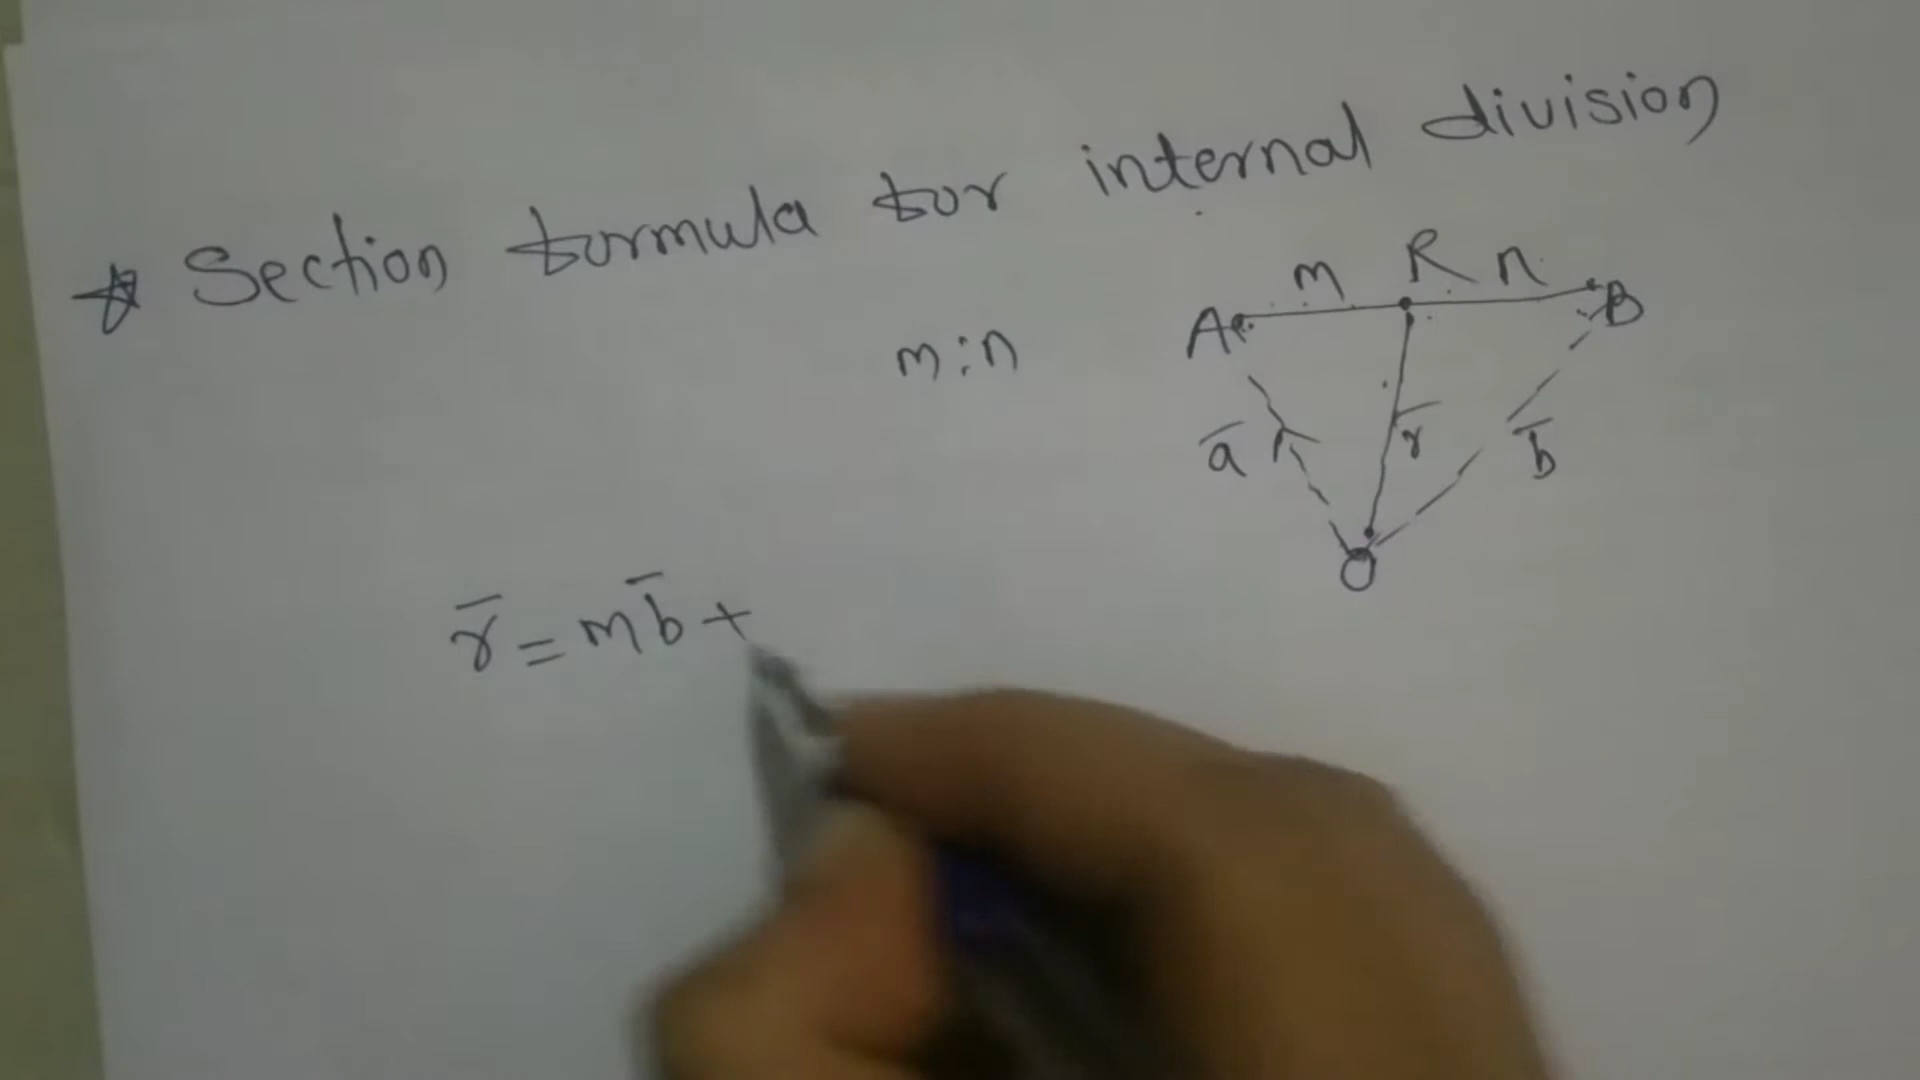 ☆ Section formula for internal division
m:n
A m R n B
a̅ r̅ b̅
O
r̅ = mb̅ +